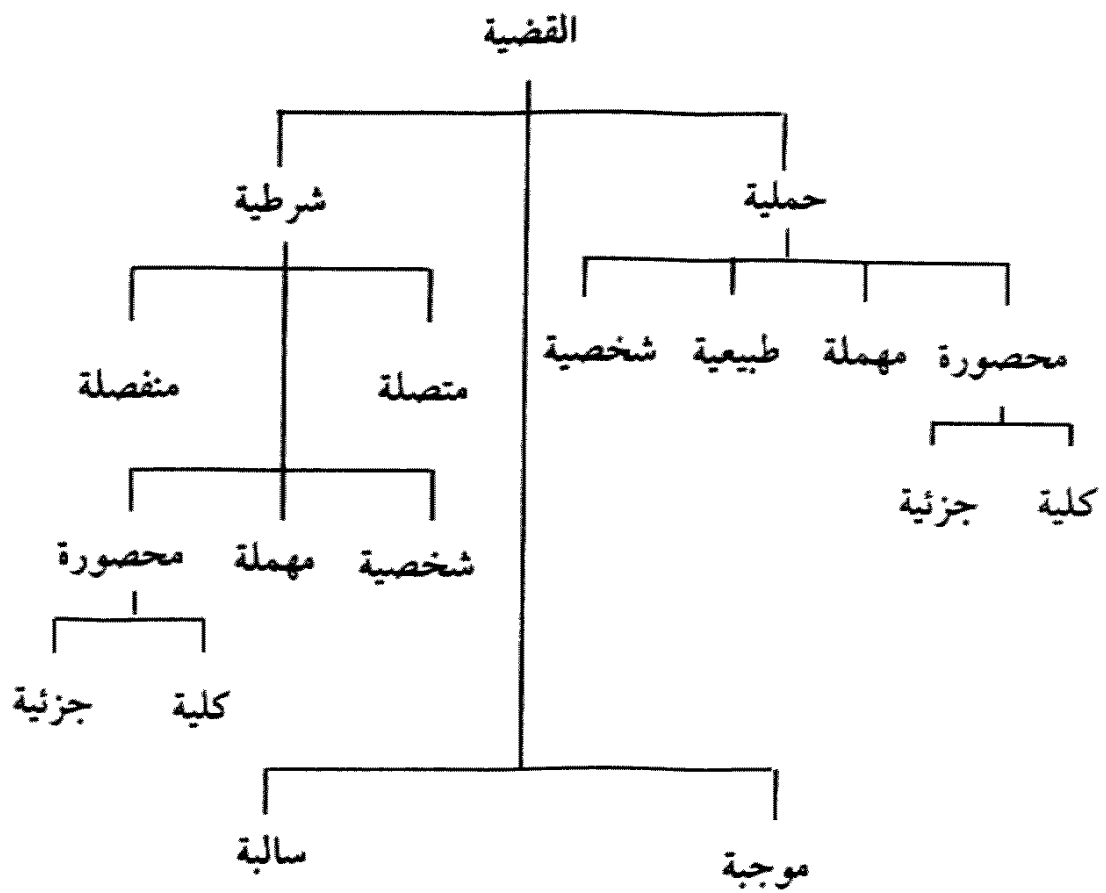 القضية
حملية شرطية
محصورة مهملة طبيعية شخصية
متصلة منفصلة
كلية جزئية
شخصية مهملة محصورة
كلية جزئية
موجبة سالبة